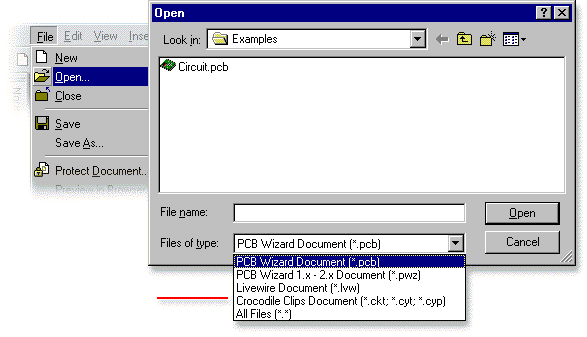 Open
File Edit View Inse
Look in: Examples
New
Open...
Close
Save
Save As...
Protect Document..
Preview In Browser
Circuit.pcb
File name:
Open
Files of type: PCB Wizard Document (*.pcb)
Cancel
PCB Wizard Document (*.pcb)
PCB Wizard 1.x - 2.x Document (*.pwz)
Livewire Document (*.lvw)
Crocodile Clips Document (*.ckt; *.cyt; *.cyp)
All Files (*.*)